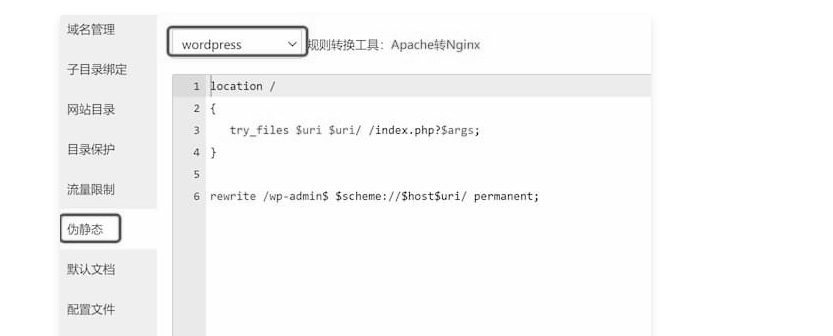 域名管理
子目录绑定
网站目录
目录保护
流量限制
伪静态
默认文档
配置文件
wordpress
规则转换工具：Apache转Nginx
1 location /
2 {
3 try_files $uri $uri/ /index.php?$args;
4 }
5
6 rewrite /wp-admin$ $scheme://$host$uri/ permanent;